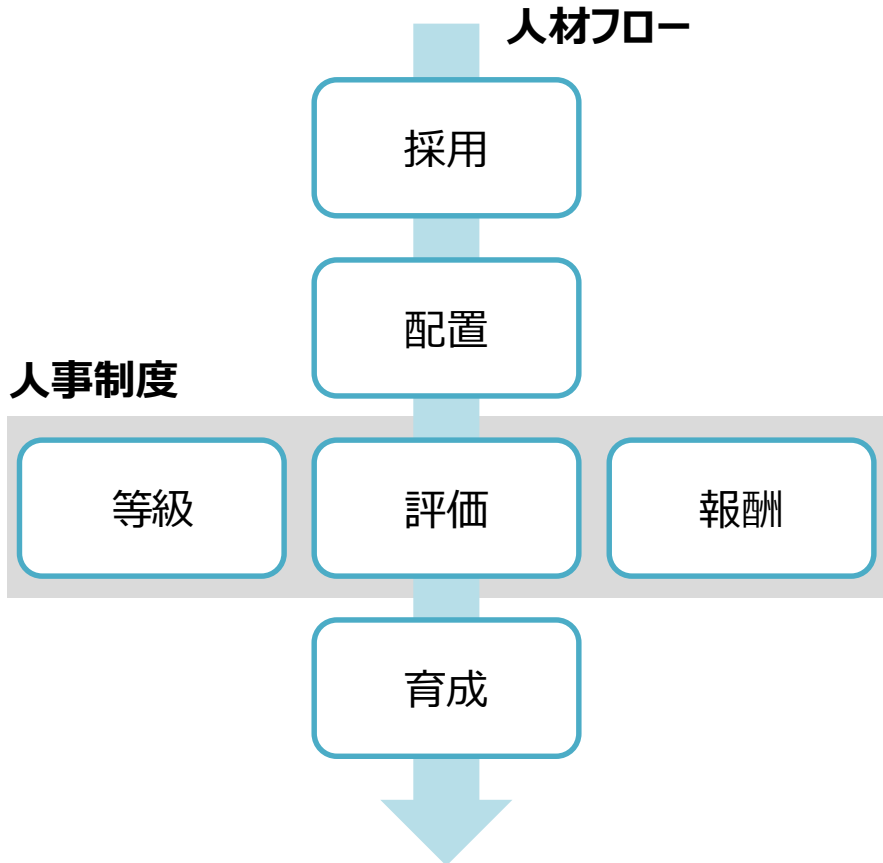 人材フロー
採用
配置
人事制度
等級
評価
報酬
育成